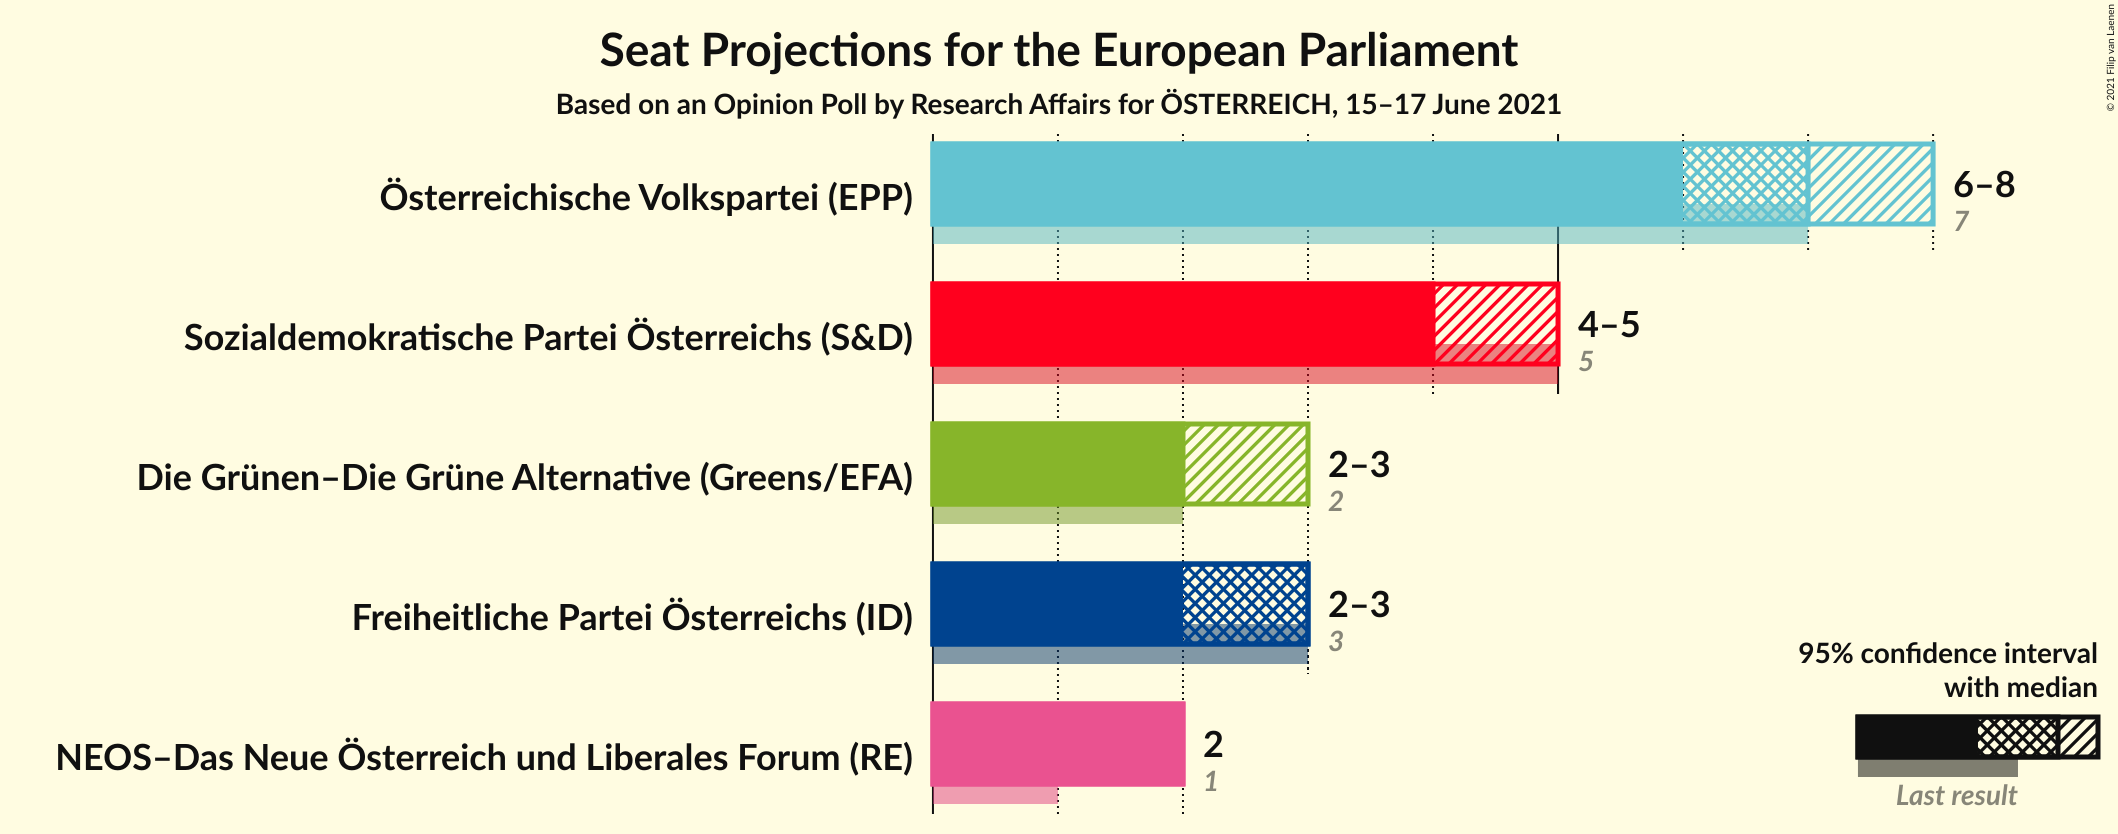 Seat Projections for the European Parliament
Based on an Opinion Poll by Research Affairs for ÖSTERREICH, 15–17 June 2021
© 2021 Filip van Laenen
Österreichische Volkspartei (EPP)
6–8
7
Sozialdemokratische Partei Österreichs (S&D)
4–5
5
Die Grünen–Die Grüne Alternative (Greens/EFA)
2–3
2
Freiheitliche Partei Österreichs (ID)
2–3
3
NEOS–Das Neue Österreich und Liberales Forum (RE)
2
1
95% confidence interval
with median
Last result